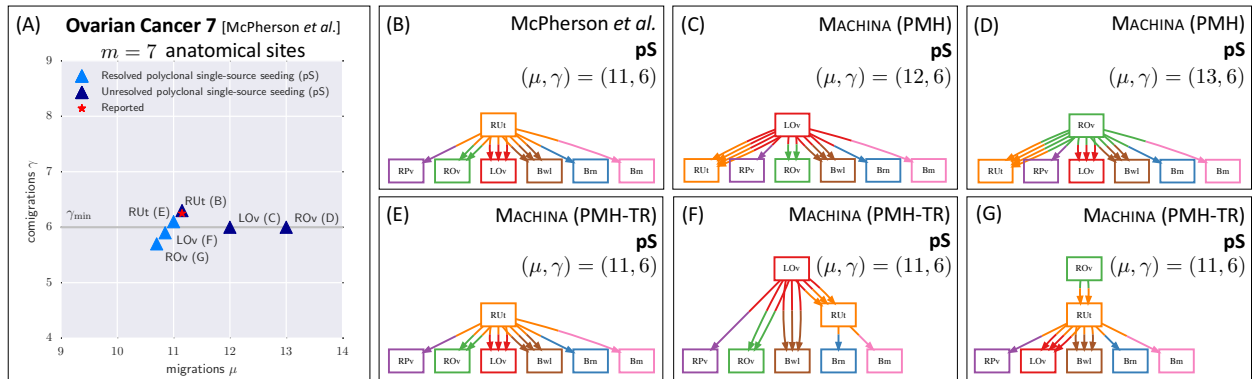 (A) Ovarian Cancer 7 [McPherson et al.]
m = 7 anatomical sites
9
8
7
6
5
4
comigrations γ
Resolved polyclonal single-source seeding (pS)
Unresolved polyclonal single-source seeding (pS)
Reported
γmin
RUt (E)
RUt (B)
LOv (C)
ROv (D)
LOv (F)
ROv (G)
9 10 11 12 13 14
migrations μ
(B) McPherson et al.
pS
(μ, γ) = (11, 6)
RUt
RPv ROv LOv Bwl Brn Bm
(C) MACHINA (PMH)
pS
(μ, γ) = (12, 6)
LOv
RUt RPv ROv Bwl Brn Bm
(D) MACHINA (PMH)
pS
(μ, γ) = (13, 6)
ROv
RUt RPv LOv Bwl Brn Bm
(E) MACHINA (PMH-TR)
pS
(μ, γ) = (11, 6)
RUt
RPv ROv LOv Bwl Brn Bm
(F) MACHINA (PMH-TR)
pS
LOv (μ, γ) = (11, 6)
RUt
RPv ROv Bwl Brn Bm
(G) MACHINA (PMH-TR)
pS
ROv (μ, γ) = (11, 6)
RUt
RPv LOv Bwl Brn Bm